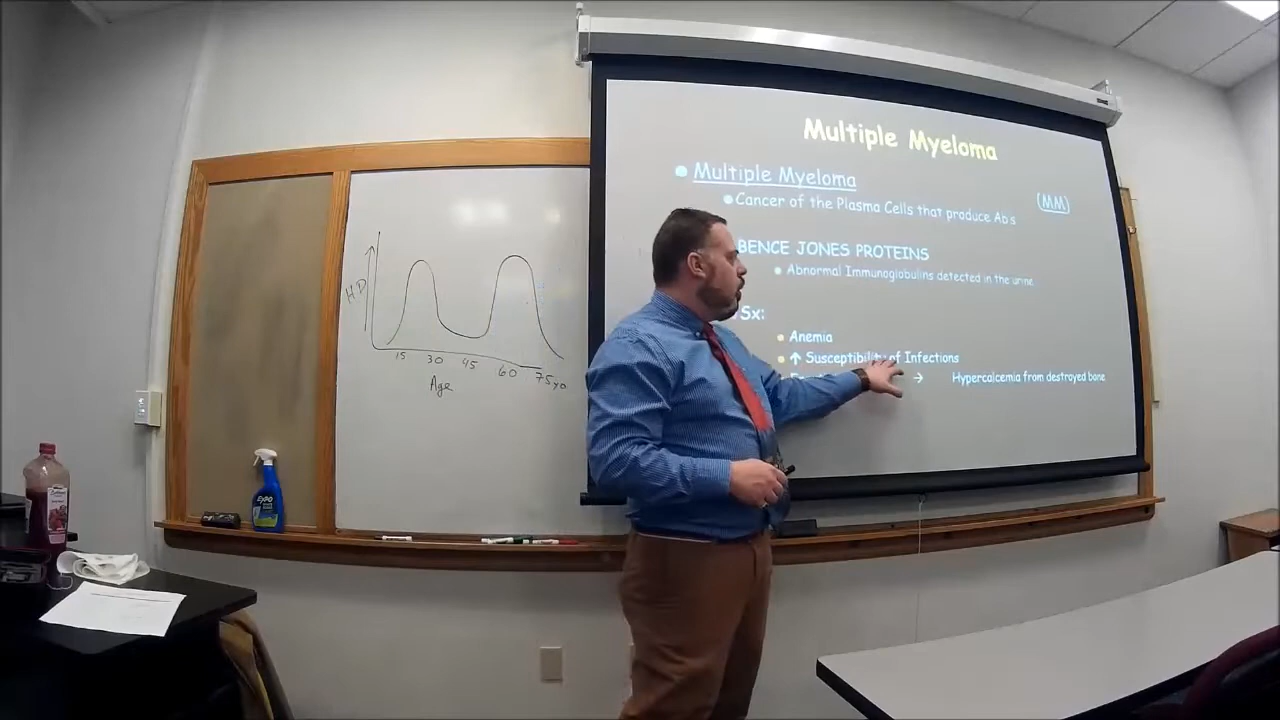 Multiple Myeloma
Multiple Myeloma
(MM)
Cancer of the Plasma Cells that produce Abs
BENCE JONES PROTEINS
Abnormal Immunoglobulins detected in the urine
Sx:
Anemia
↑ Susceptibility of Infections
→ Hypercalcemia from destroyed bone
HD
15 30 45 60 75yo
Age
EXPO